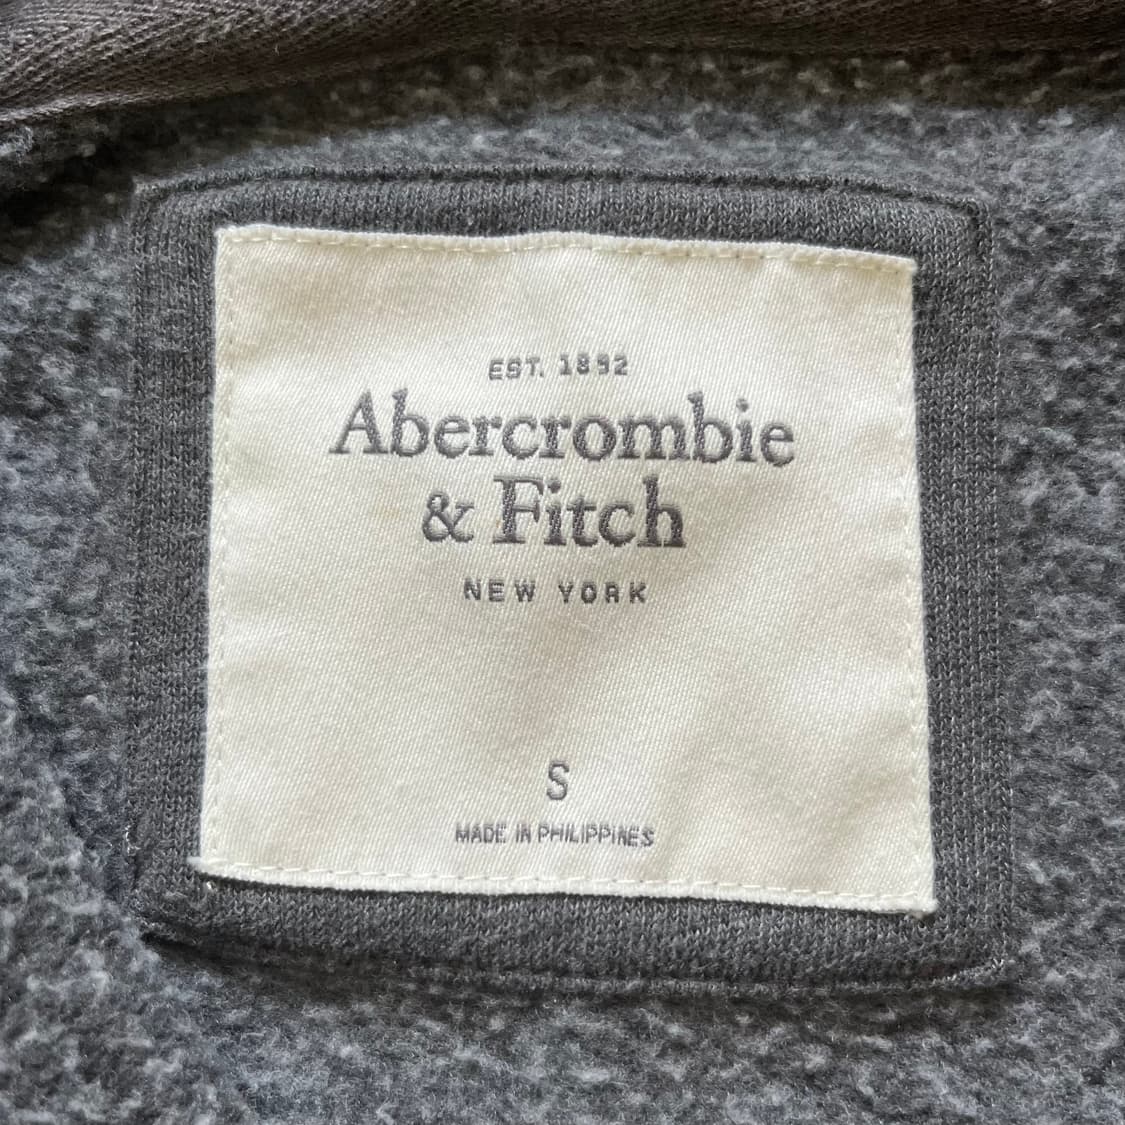 EST. 1892
Abercrombie
& Fitch
NEW YORK
S
MADE IN PHILIPPINES